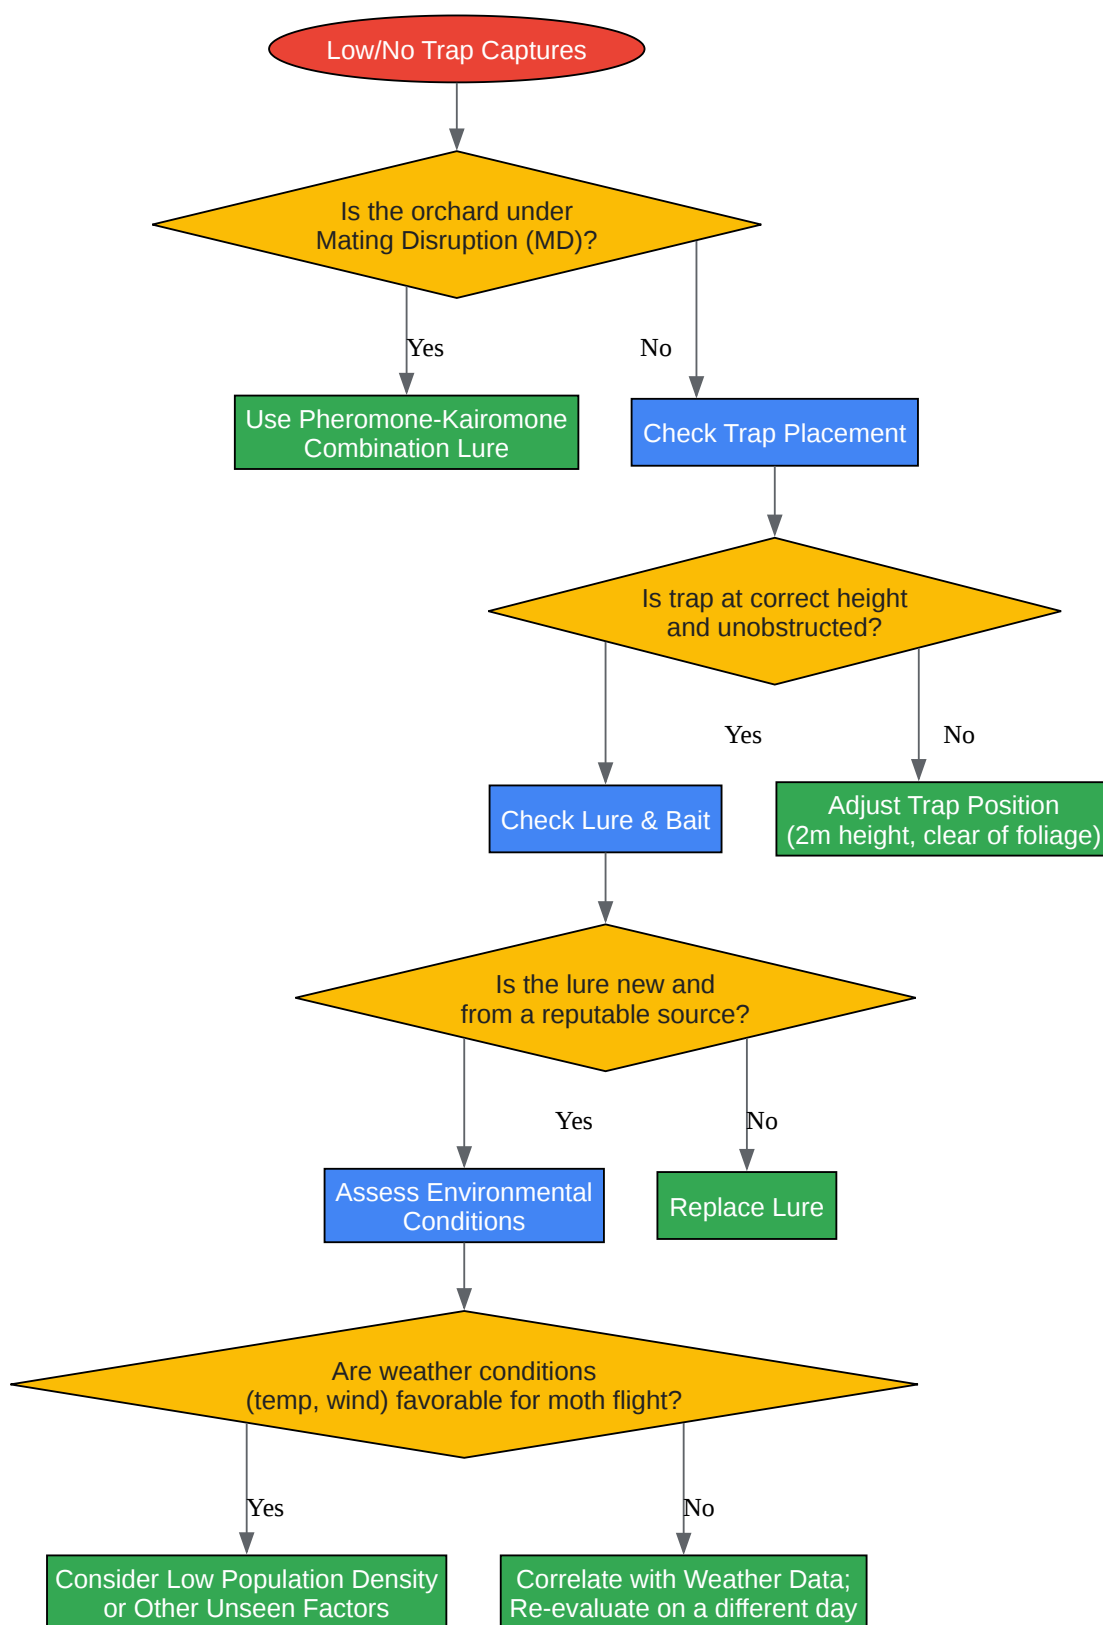 Low/No Trap Captures
Is the orchard under
Mating Disruption (MD)?
Yes
No
Use Pheromone-Kairomone
Combination Lure
Check Trap Placement
Is trap at correct height
and unobstructed?
Yes
No
Check Lure & Bait
Adjust Trap Position
(2m height, clear of foliage)
Is the lure new and
from a reputable source?
Yes
No
Assess Environmental
Conditions
Replace Lure
Are weather conditions
(temp, wind) favorable for moth flight?
Yes
No
Consider Low Population Density
or Other Unseen Factors
Correlate with Weather Data;
Re-evaluate on a different day